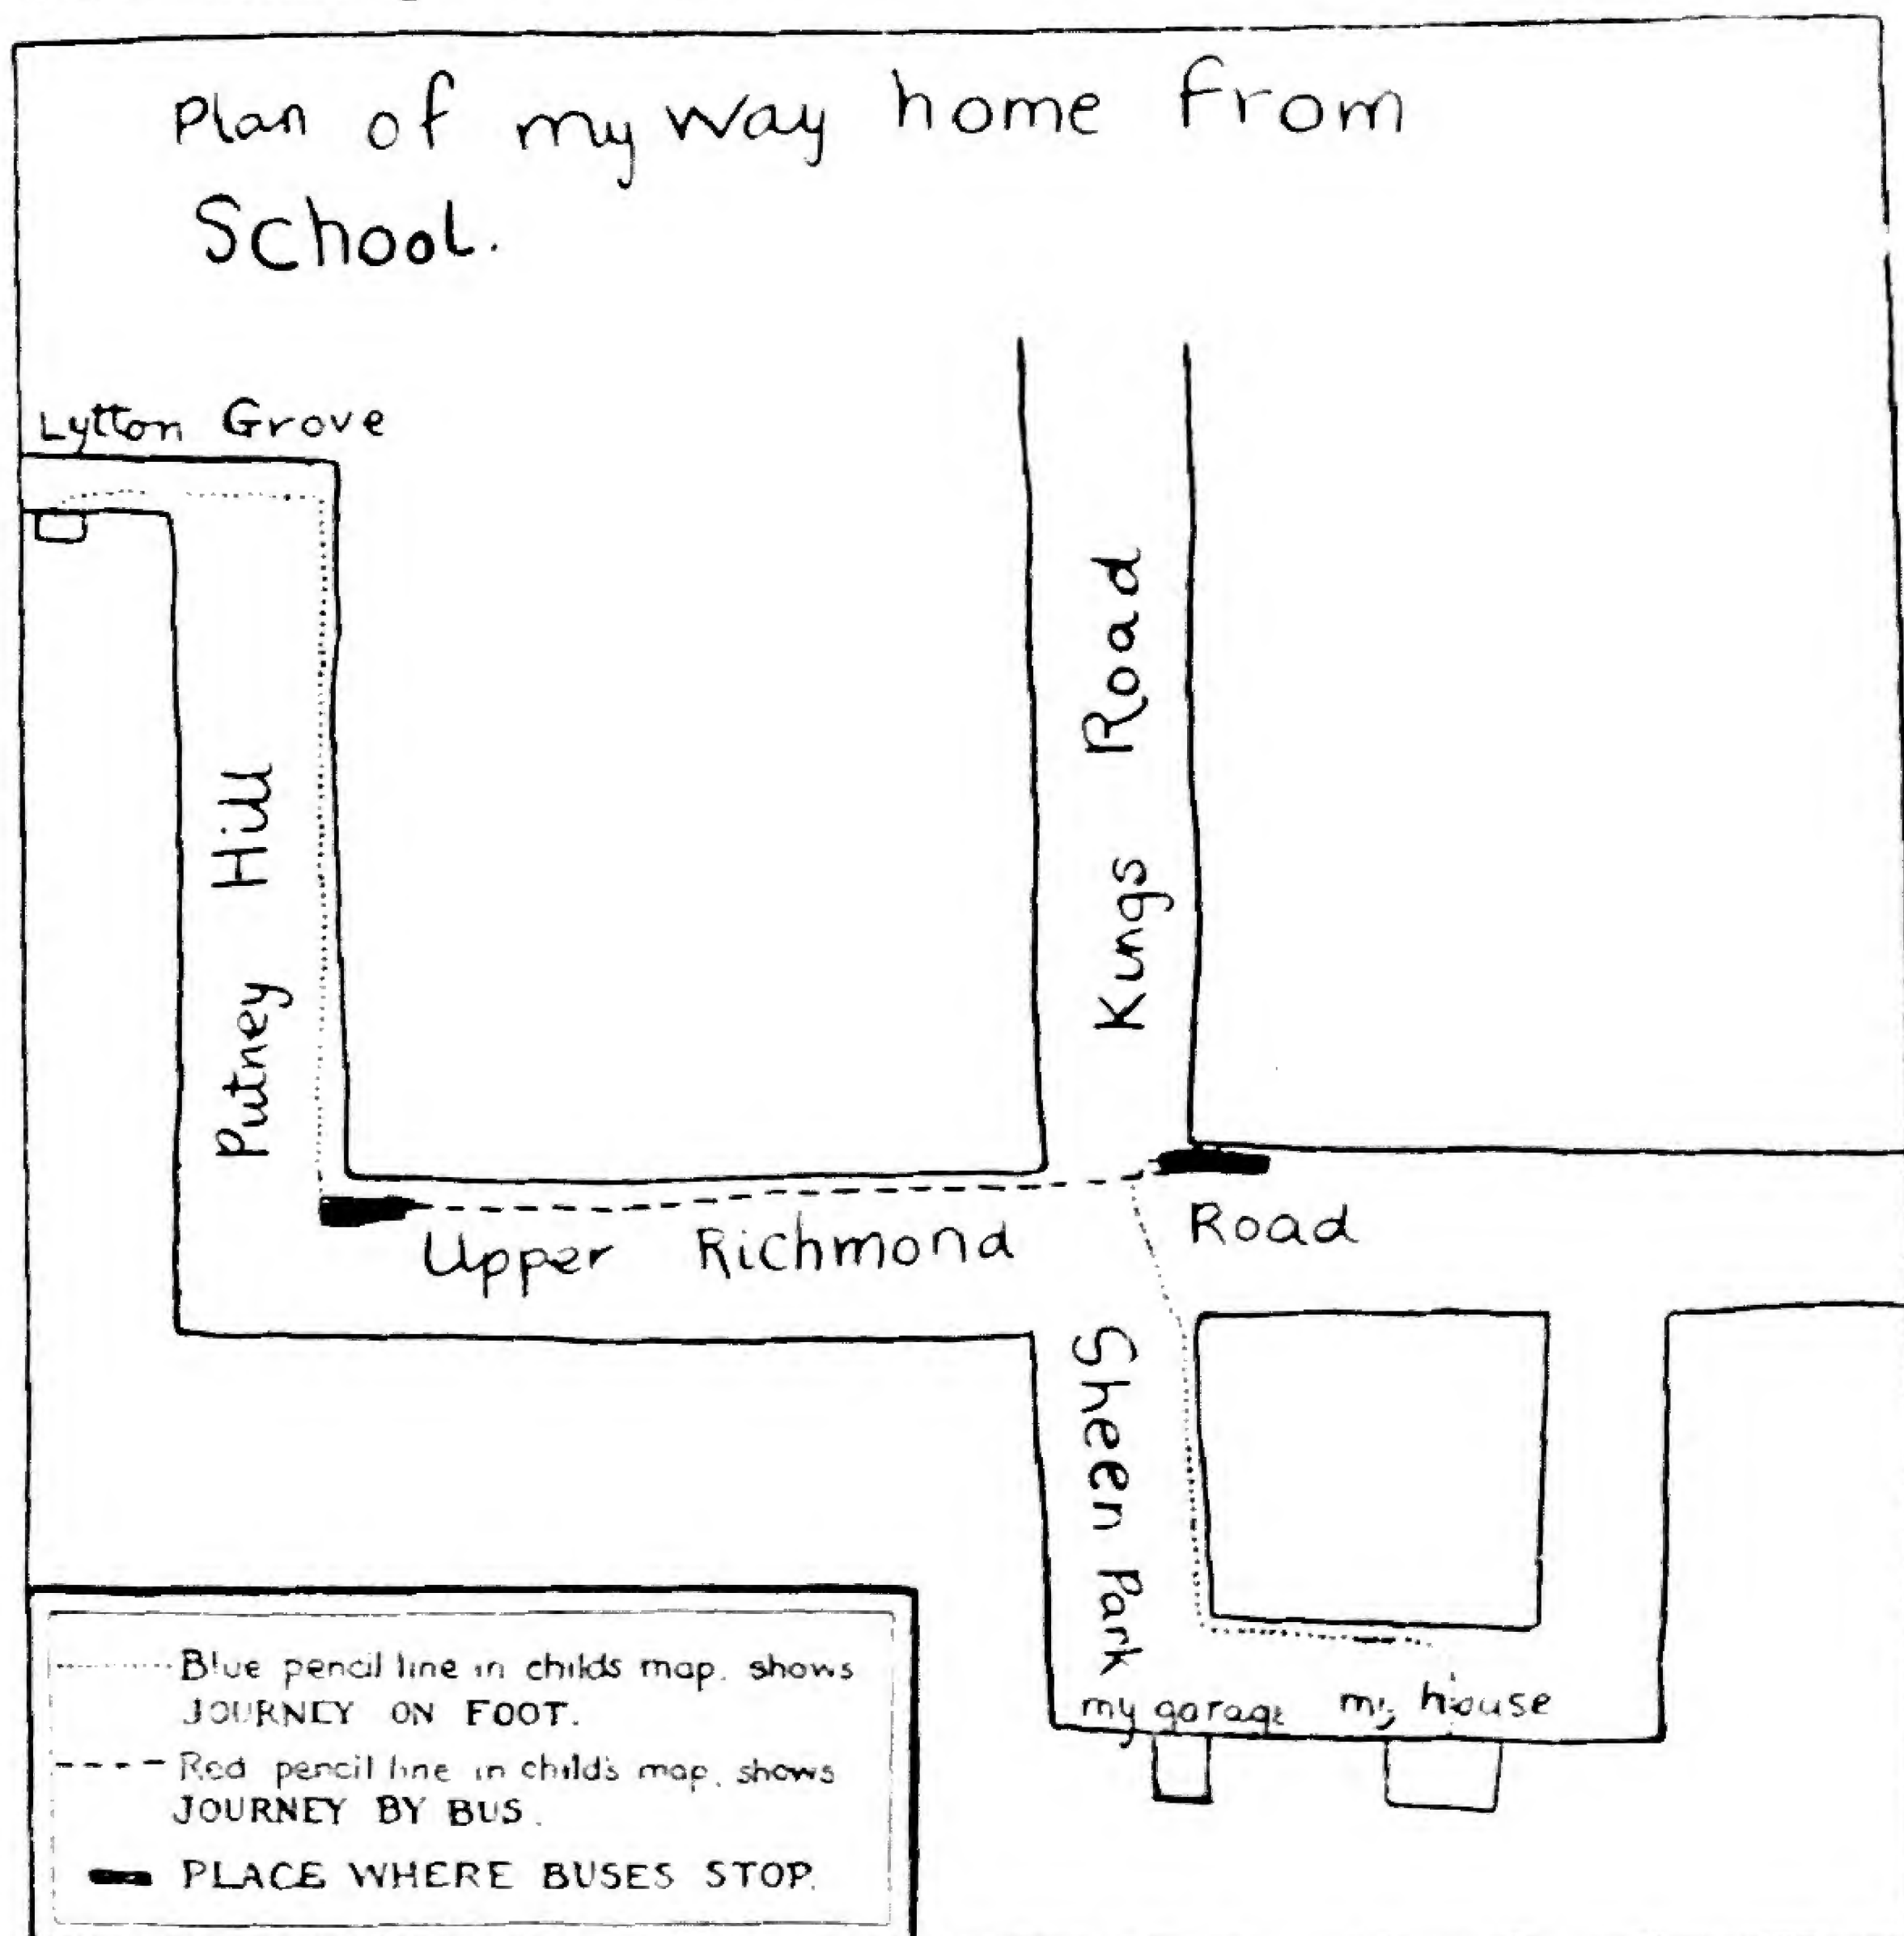 Plan of my way home from
School.
Lytton Grove
Putney Hill
Kings Road
Upper Richmond Road
Sheen Park
my garage my house
Blue pencil line in childs map. shows
JOURNEY ON FOOT.
Red pencil line in child's map, shows
JOURNEY BY BUS.
PLACE WHERE BUSES STOP.